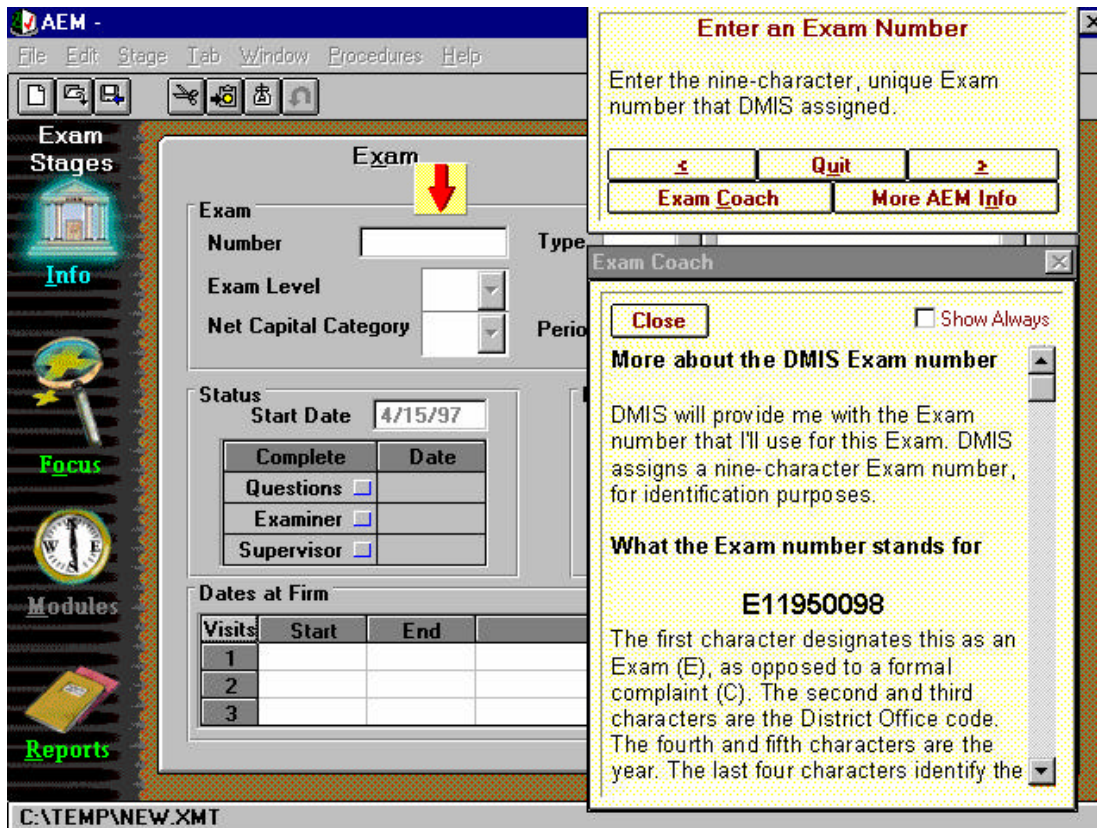 AEM -
File Edit Stage Tab Window Procedures Help
Exam
Stages
Info
Focus
Modules
Reports
Exam
Exam
Number
Type
Exam Level
Net Capital Category
Perio
Status
Start Date 4/15/97
Complete Date
Questions
Examiner
Supervisor
Dates at Firm
Visits Start End
1
2
3
C:\TEMP\NEW.XMT
Enter an Exam Number
Enter the nine-character, unique Exam
number that DMIS assigned.
< Quit >
Exam Coach More AEM Info
Exam Coach
Close Show Always
More about the DMIS Exam number
DMIS will provide me with the Exam
number that I'll use for this Exam. DMIS
assigns a nine-character Exam number,
for identification purposes.
What the Exam number stands for
E11950098
The first character designates this as an
Exam (E), as opposed to a formal
complaint (C). The second and third
characters are the District Office code.
The fourth and fifth characters are the
year. The last four characters identify the